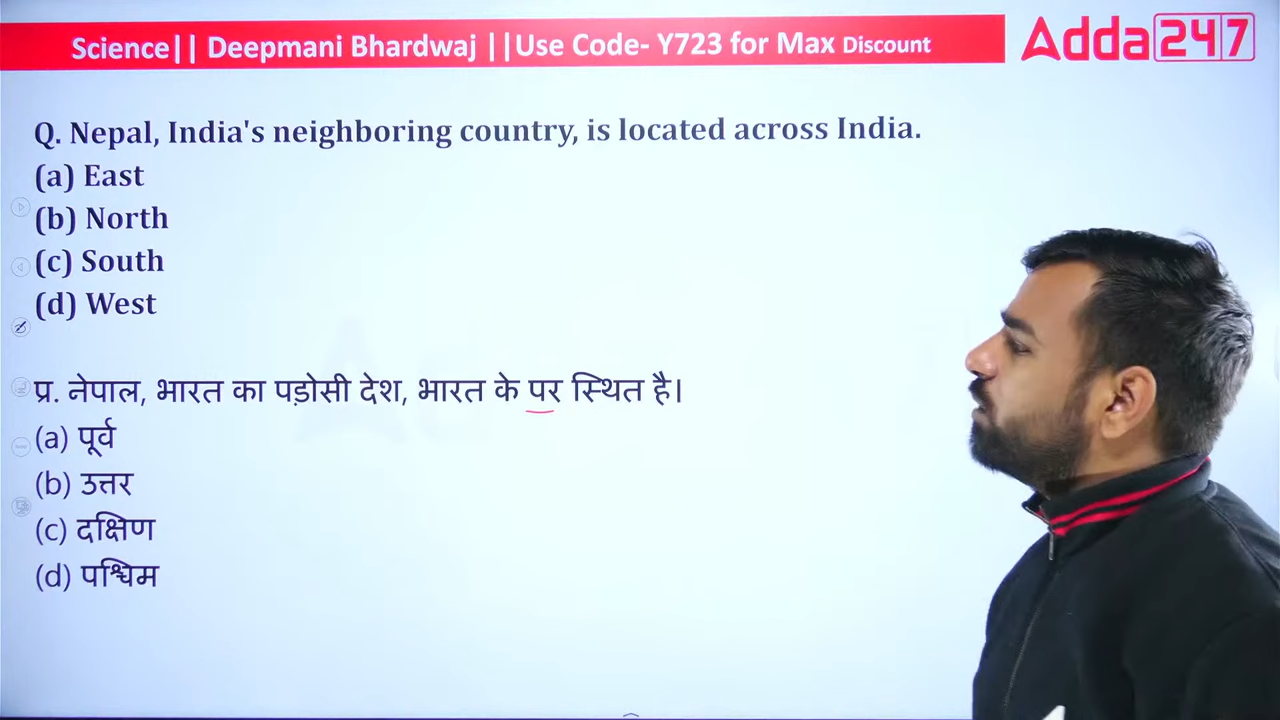 Science|| Deepmani Bhardwaj ||Use Code- Y723 for Max Discount
Adda247
Q. Nepal, India's neighboring country, is located across India.
(a) East
(b) North
(c) South
(d) West
प्र. नेपाल, भारत का पड़ोसी देश, भारत के पर स्थित है।
(a) पूर्व
(b) उत्तर
(c) दक्षिण
(d) पश्चिम